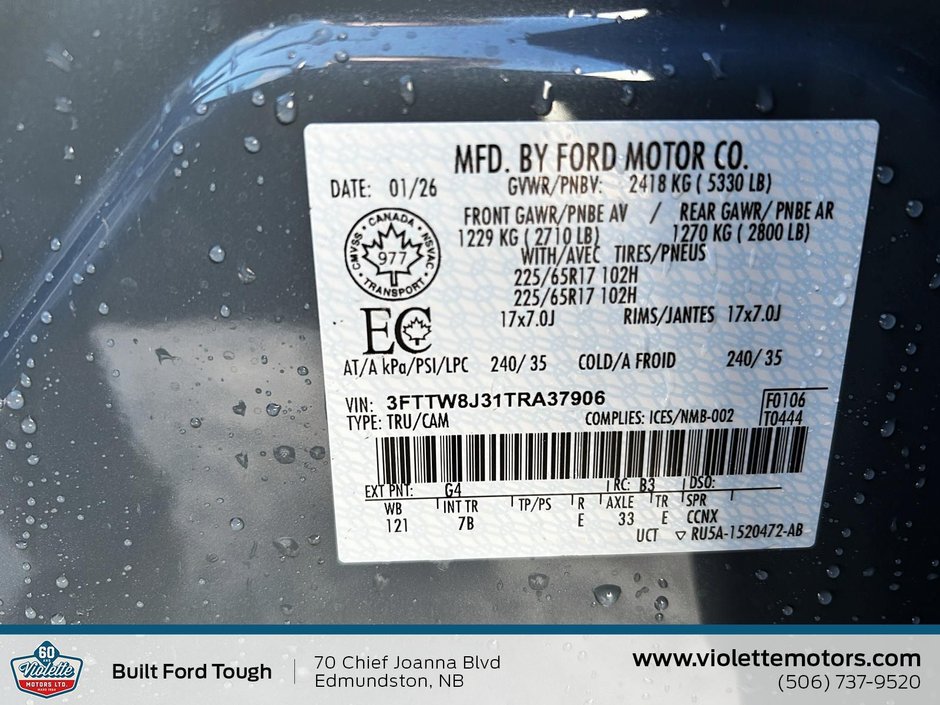 MFD. BY FORD MOTOR CO.
DATE: 01/26 GVWR/PNBV: 2418 KG ( 5330 LB)
FRONT GAWR/PNBE AV / REAR GAWR/ PNBE AR
1229 KG ( 2710 LB) 1270 KG ( 2800 LB)
WITH/AVEC TIRES/PNEUS
225/65R17 102H
225/65R17 102H
17x7.0J RIMS/JANTES 17x7.0J
CANADA
CMVSS 977 NSVAC
TRANSPORT
EC
AT/A kPa/PSI/LPC 240/35 COLD/A FROID 240/35
VIN: 3FTTW8J31TRA37906 F0106
TYPE: TRU/CAM COMPLIES: ICES/NMB-002 T0444
EXT PNT: G4 RC: B3 DSO:
WB INT TR TP/PS R AXLE TR SPR
121 7B E 33 E CCNX
UCT RU5A-1520472-AB
60
Violette
MOTORS LTD.
Built Ford Tough
70 Chief Joanna Blvd
Edmundston, NB
www.violettemotors.com
(506) 737-9520